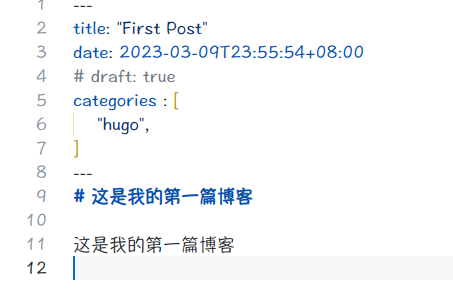 1 ---
2 title: "First Post"
3 date: 2023-03-09T23:55:54+08:00
4 # draft: true
5 categories : [
6 "hugo",
7 ]
8 ---
9 # 这是我的第一篇博客
10
11 这是我的第一篇博客
12